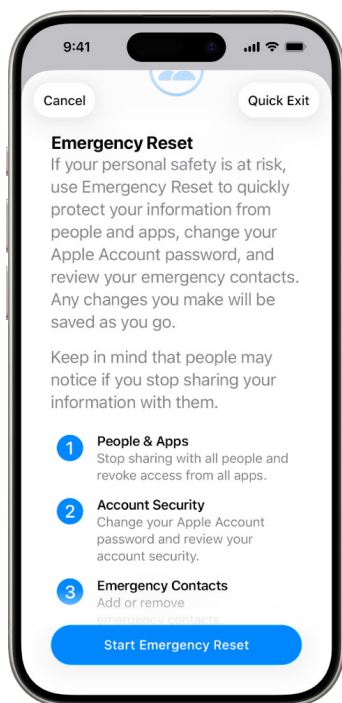 9:41
Cancel
Quick Exit
Emergency Reset
If your personal safety is at risk,
use Emergency Reset to quickly
protect your information from
people and apps, change your
Apple Account password, and
review your emergency contacts.
Any changes you make will be
saved as you go.
Keep in mind that people may
notice if you stop sharing your
information with them.
1
People & Apps
Stop sharing with all people and
revoke access from all apps.
2
Account Security
Change your Apple Account
password and review your
account security.
3
Emergency Contacts
Add or remove
emergency contacts.
Start Emergency Reset